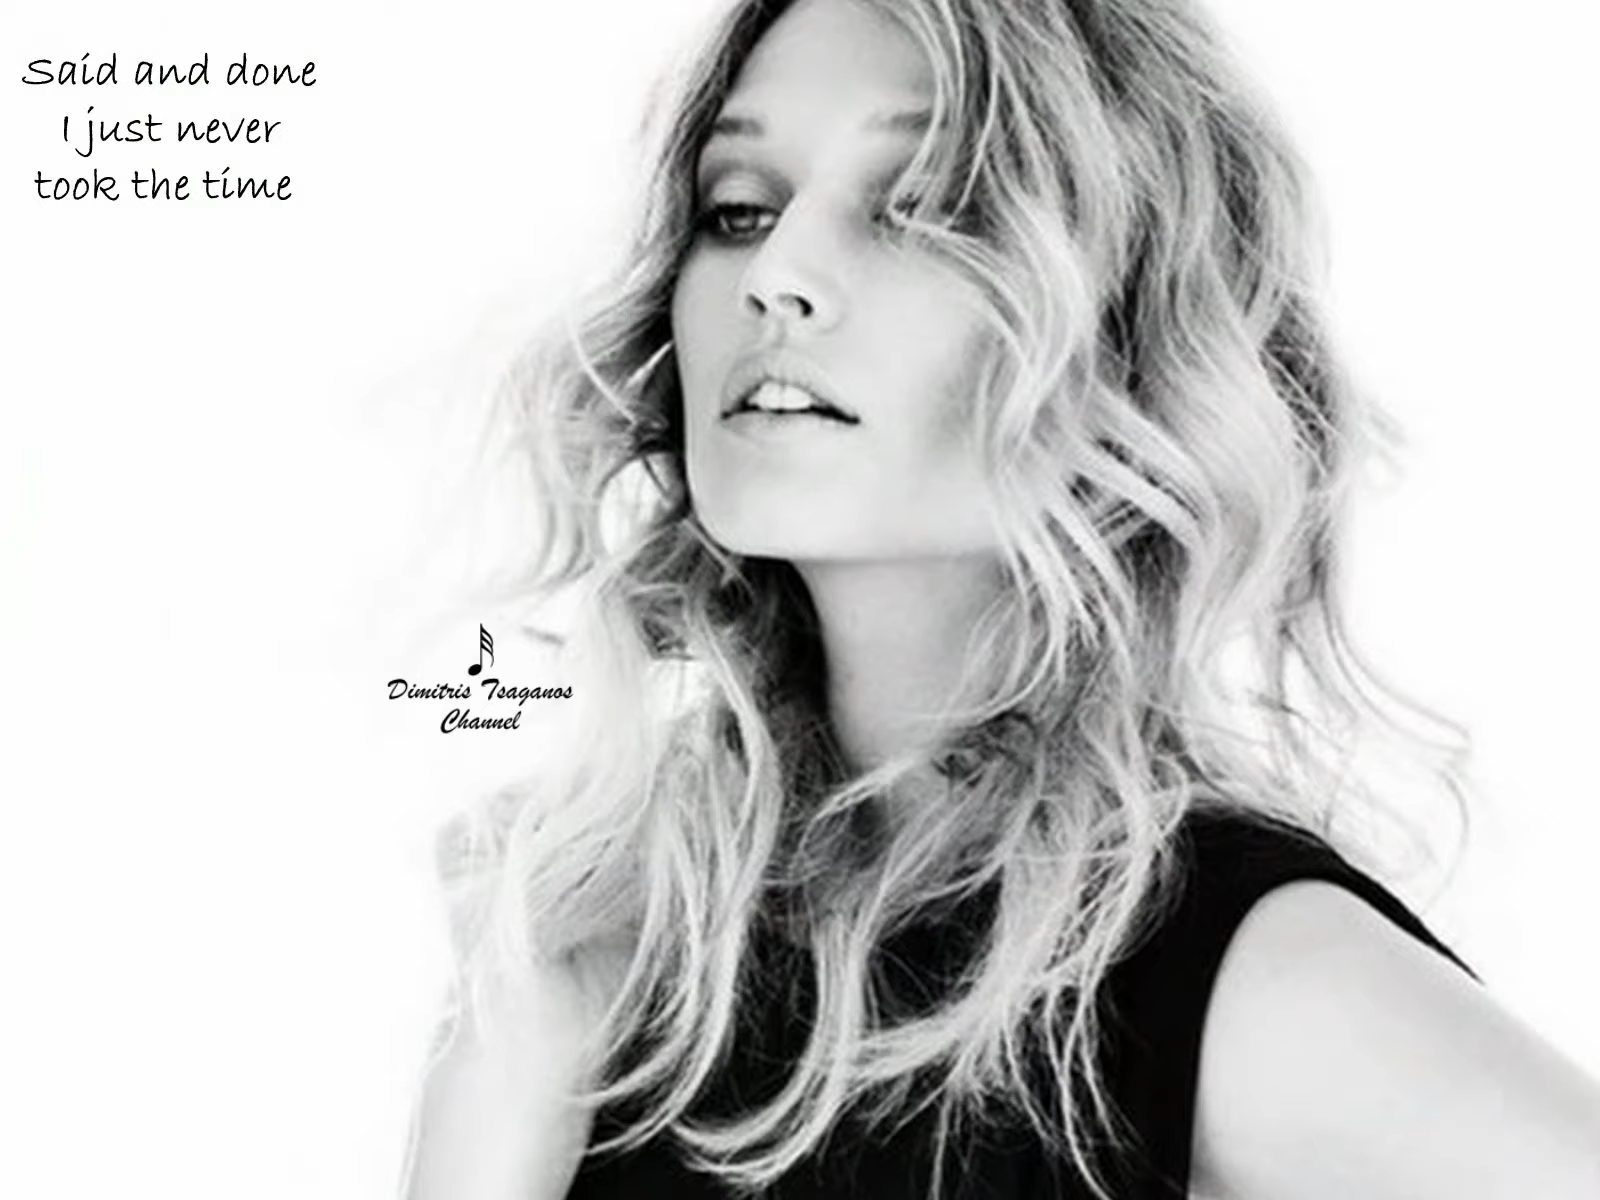 Said and done
I just never
took the time
Dimitris Tsaganos
Channel